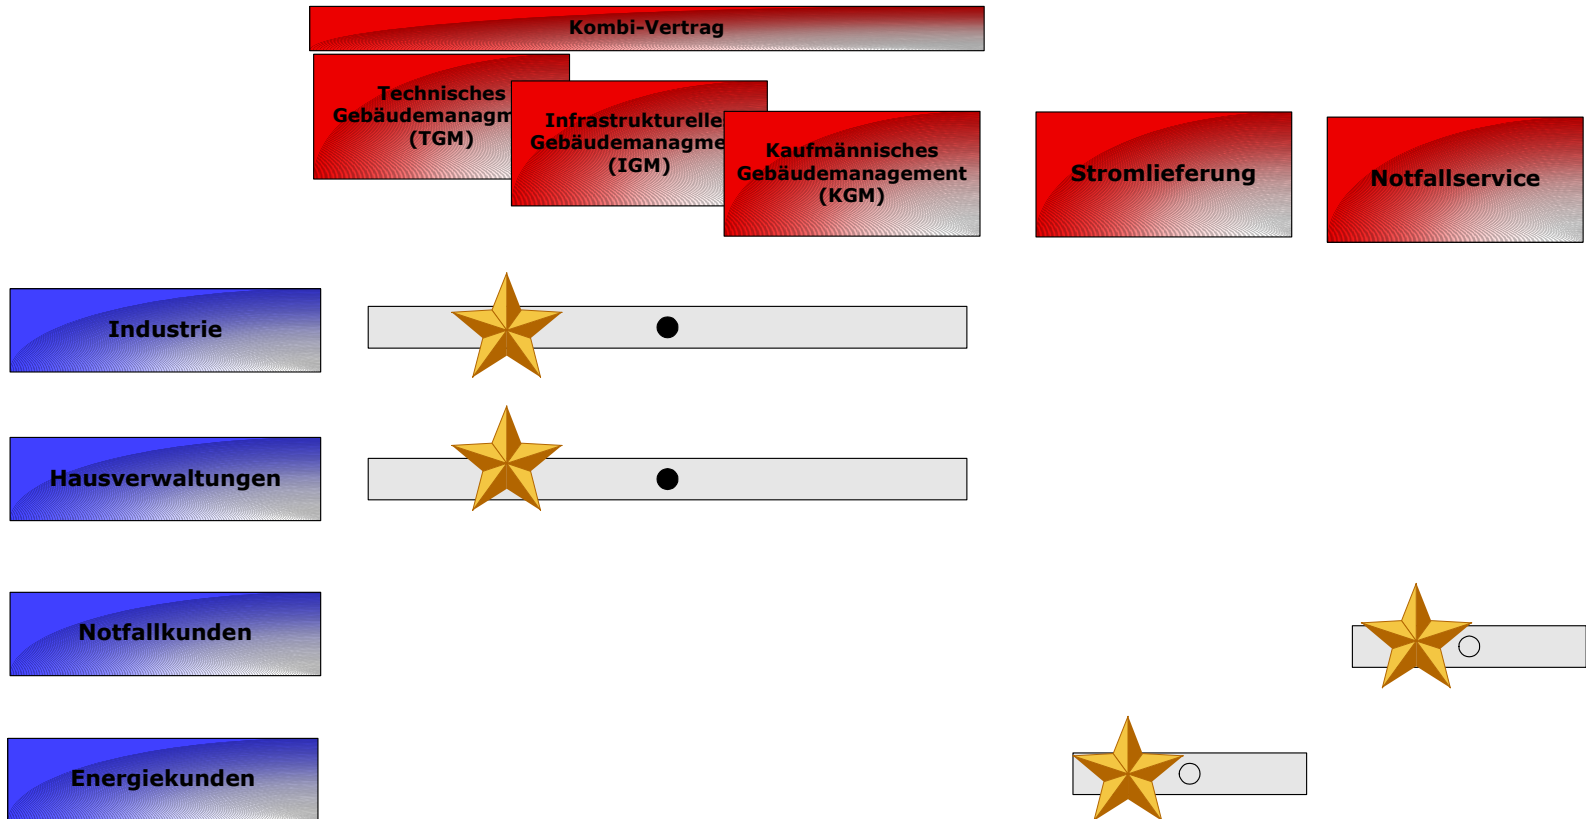 Kombi-Vertrag
Technisches
Gebäudemanagm
(TGM)
Infrastrukturelle
Gebäudemanagme
(IGM)
Kaufmännisches
Gebäudemanagement
(KGM)
Stromlieferung
Notfallservice
Industrie
Hausverwaltungen
Notfallkunden
Energiekunden